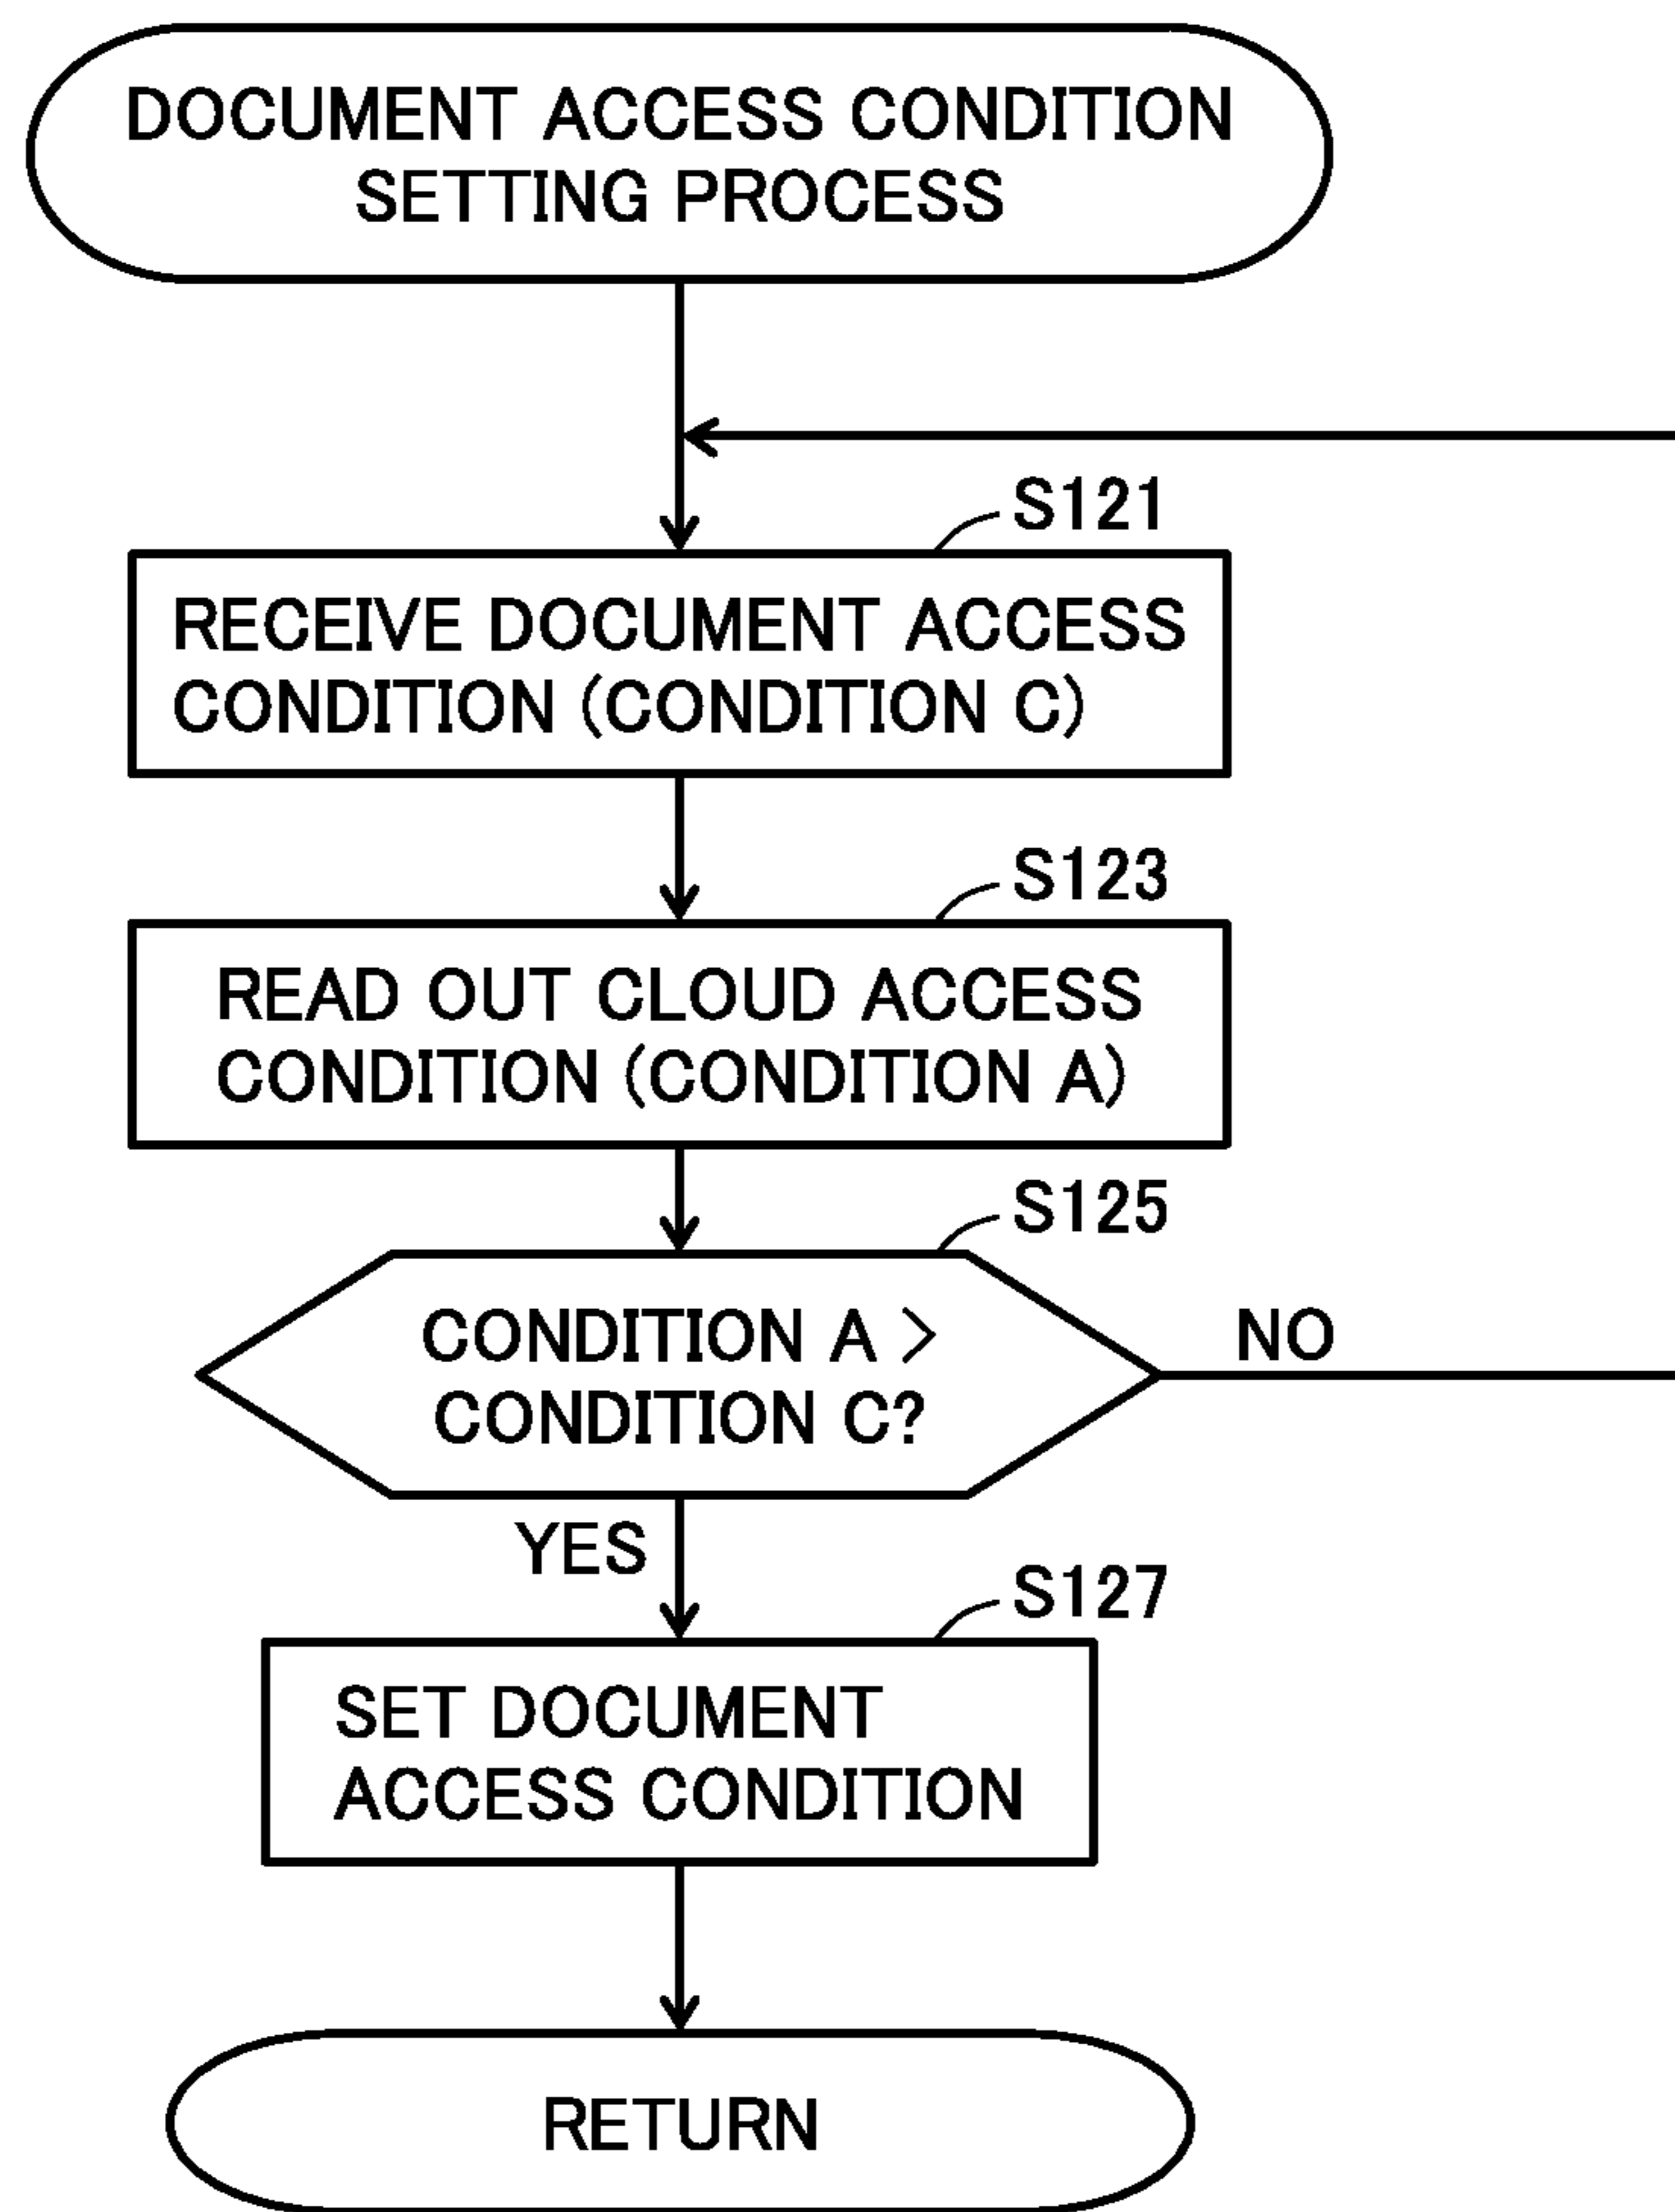 DOCUMENT ACCESS CONDITION
SETTING PROCESS
S121
RECEIVE DOCUMENT ACCESS
CONDITION (CONDITION C)
S123
READ OUT CLOUD ACCESS
CONDITION (CONDITION A)
S125
CONDITION A >
CONDITION C?
NO
YES
S127
SET DOCUMENT
ACCESS CONDITION
RETURN